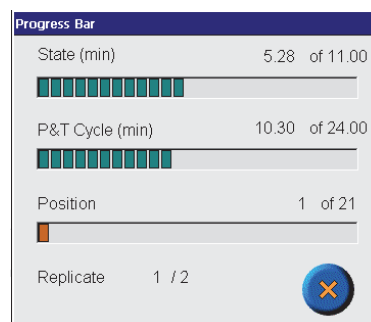 Progress Bar
State (min) 5.28 of 11.00
P&T Cycle (min) 10.30 of 24.00
Position 1 of 21
Replicate 1 / 2